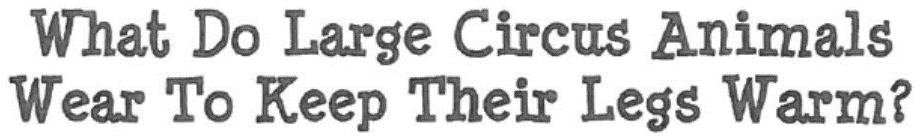 What Do Large Circus Animals
Wear To Keep Their Legs Warm?